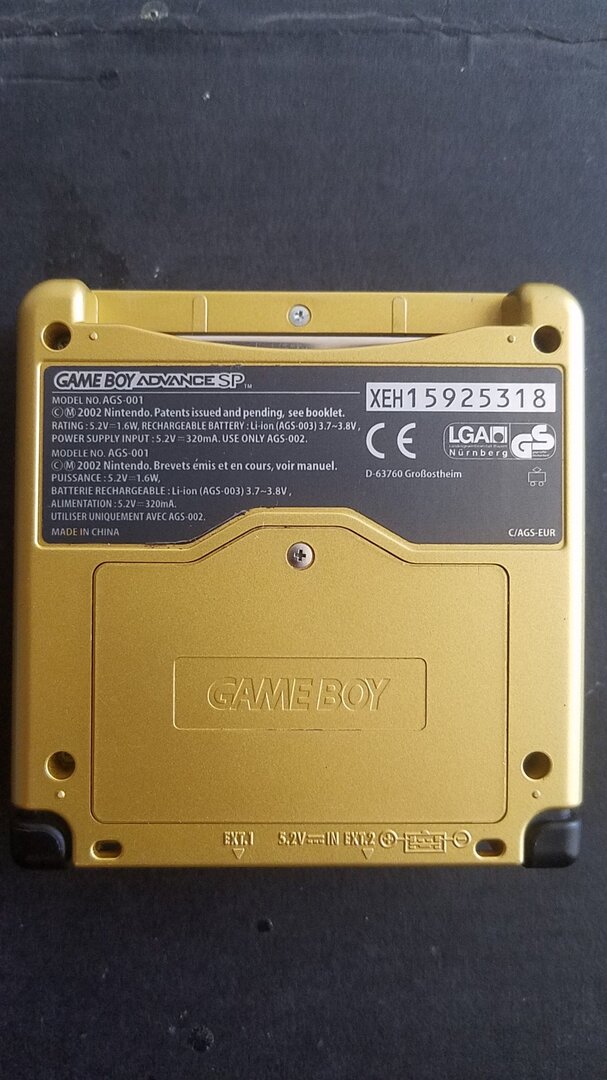 GAME BOY ADVANCE SP™
MODEL NO. AGS-001
©Ⓜ 2002 Nintendo. Patents issued and pending, see booklet.
RATING : 5.2V⎓1.6W, RECHARGEABLE BATTERY : Li-ion (AGS-003) 3.7~3.8V ,
POWER SUPPLY INPUT : 5.2V⎓320mA. USE ONLY AGS-002.
MODELE NO. AGS-001
©Ⓜ 2002 Nintendo. Brevets émis et en cours, voir manuel.
PUISSANCE : 5.2V⎓1.6W,
BATTERIE RECHARGEABLE : Li-ion (AGS-003) 3.7~3.8V ,
ALIMENTATION : 5.2V⎓320mA.
UTILISER UNIQUEMENT AVEC AGS-002.
MADE IN CHINA
XEH15925318
CE
LGA
Nürnberg
GS
D-63760 Großostheim
C/AGS-EUR
GAME BOY
EXT.1 5.2V⎓IN EXT.2